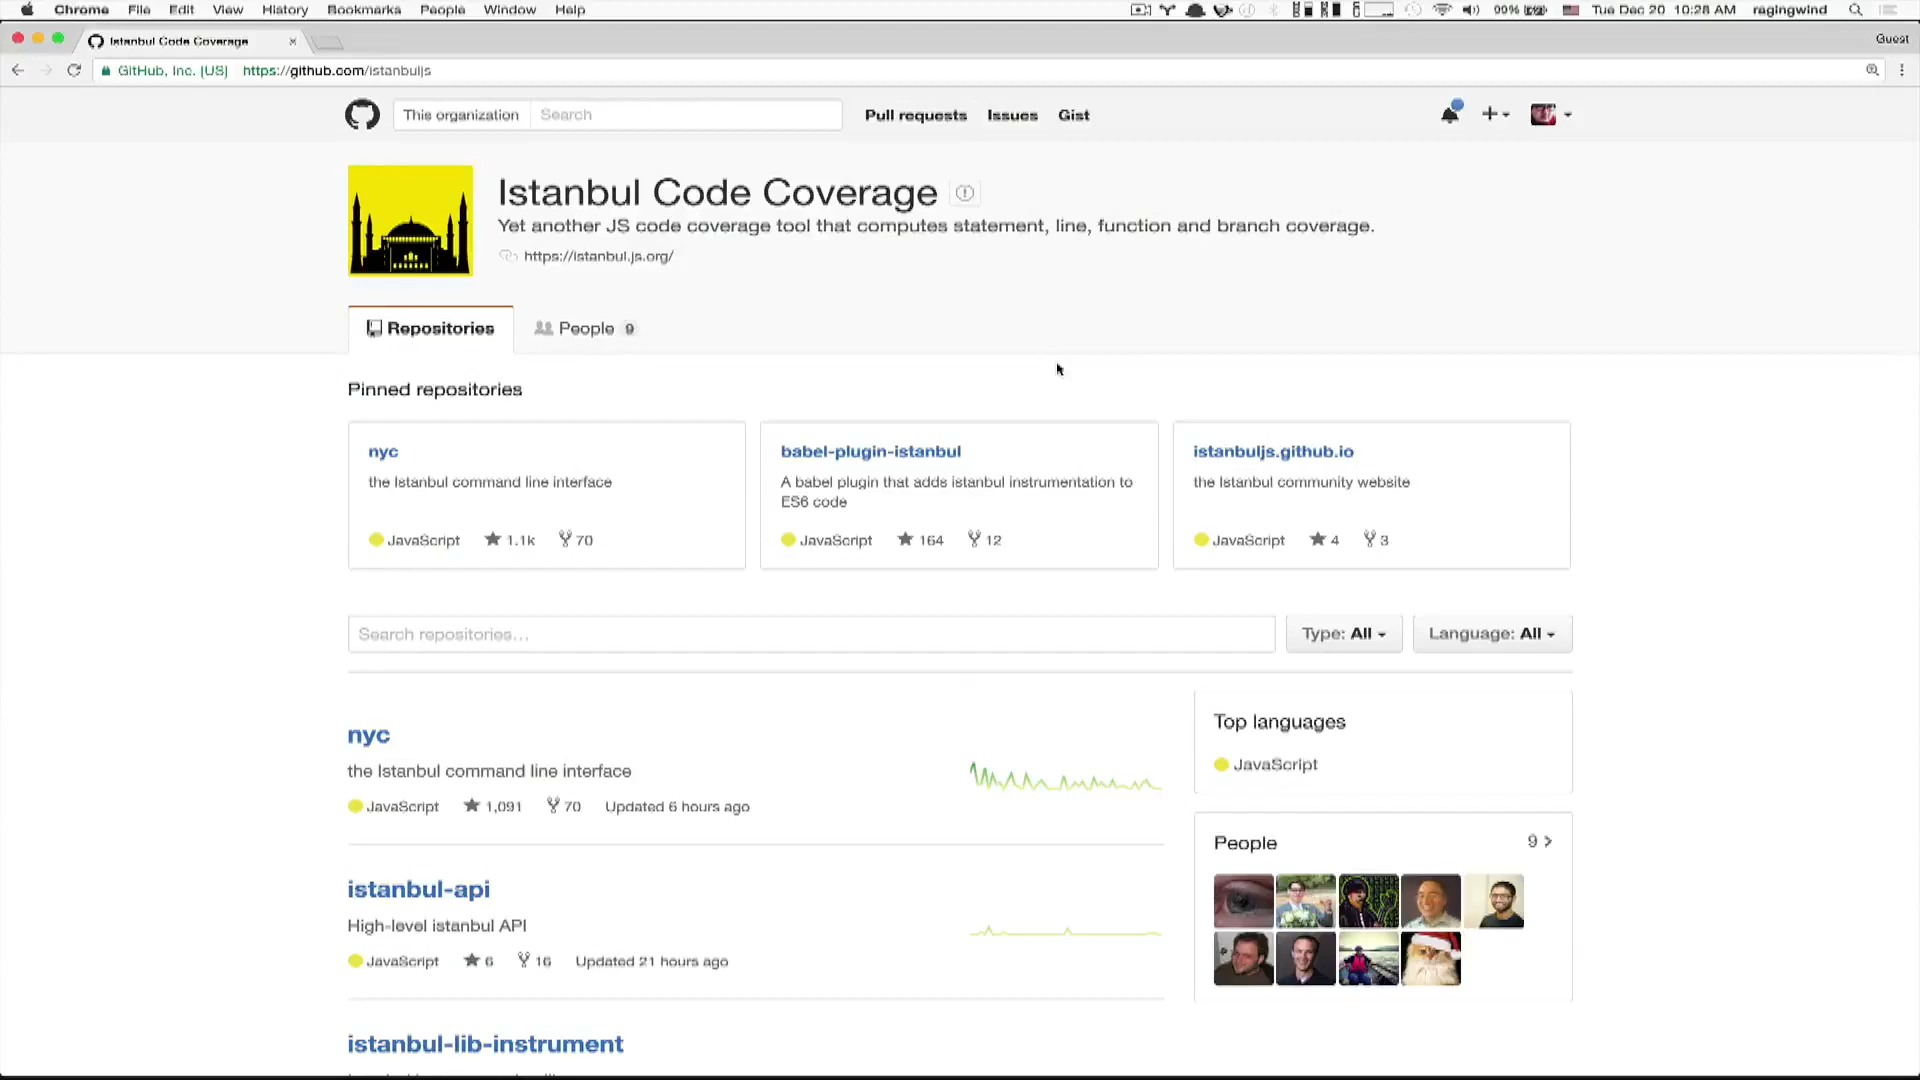 Chrome File Edit View History Bookmarks People Window Help 99% Tue Dec 20 10:28 AM ragingwind
Istanbul Code Coverage Guest
GitHub, Inc. [US] https://github.com/istanbuljs
This organization Search Pull requests Issues Gist
Istanbul Code Coverage
Yet another JS code coverage tool that computes statement, line, function and branch coverage.
https://istanbul.js.org/
Repositories People 9
Pinned repositories
nyc
the Istanbul command line interface
JavaScript 1.1k 70
babel-plugin-istanbul
A babel plugin that adds istanbul instrumentation to
ES6 code
JavaScript 164 12
istanbuljs.github.io
the Istanbul community website
JavaScript 4 3
Search repositories... Type: All Language: All
nyc
the Istanbul command line interface
JavaScript 1,091 70 Updated 6 hours ago
istanbul-api
High-level istanbul API
JavaScript 6 16 Updated 21 hours ago
istanbul-lib-instrument
Top languages
JavaScript
People 9